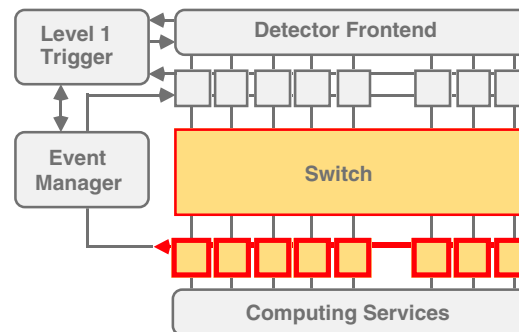 Level 1
Trigger
Detector Frontend
Event
Manager
Switch
Computing Services